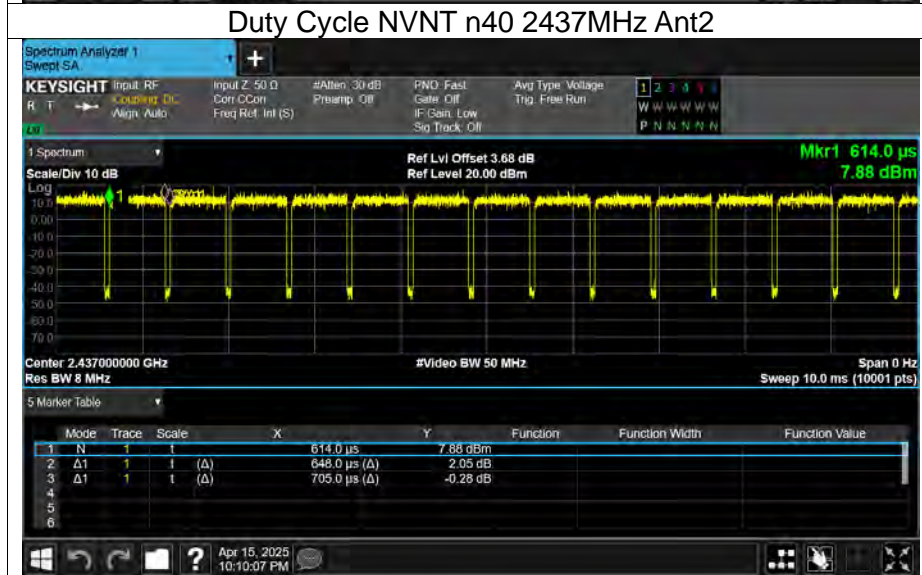 Duty Cycle NVNT n40 2437MHz Ant2
Spectrum Analyzer 1
Swept SA
+
KEYSIGHT Input: RF Input Z: 50 Ω #Atten: 30 dB PNO: Fast Avg Type: Voltage 1 2 3 4 5 6
R T Coupling: DC Corr CCorr Preamp: Off Gate: Off Trig: Free Run W W W W W W
Align: Auto Freq Ref: Int (S) IF Gain: Low P N N N N N
Sig Track: Off
1 Spectrum Ref Lvl Offset 3.68 dB Mkr1 614.0 µs
Scale/Div 10 dB Ref Level 20.00 dBm 7.88 dBm
Log
1
10.0
0.00
-10.0
-20.0
-30.0
-40.0
-50.0
-60.0
-70.0
Center 2.437000000 GHz #Video BW 50 MHz Span 0 Hz
Res BW 8 MHz Sweep 10.0 ms (10001 pts)
5 Marker Table
Mode Trace Scale X Y Function Function Width Function Value
1 N 1 t 614.0 µs 7.88 dBm
2 Δ1 1 t (Δ) 648.0 µs (Δ) 2.05 dB
3 Δ1 1 t (Δ) 705.0 µs (Δ) -0.28 dB
4
5
6
? Apr 15, 2025
10:10:07 PM